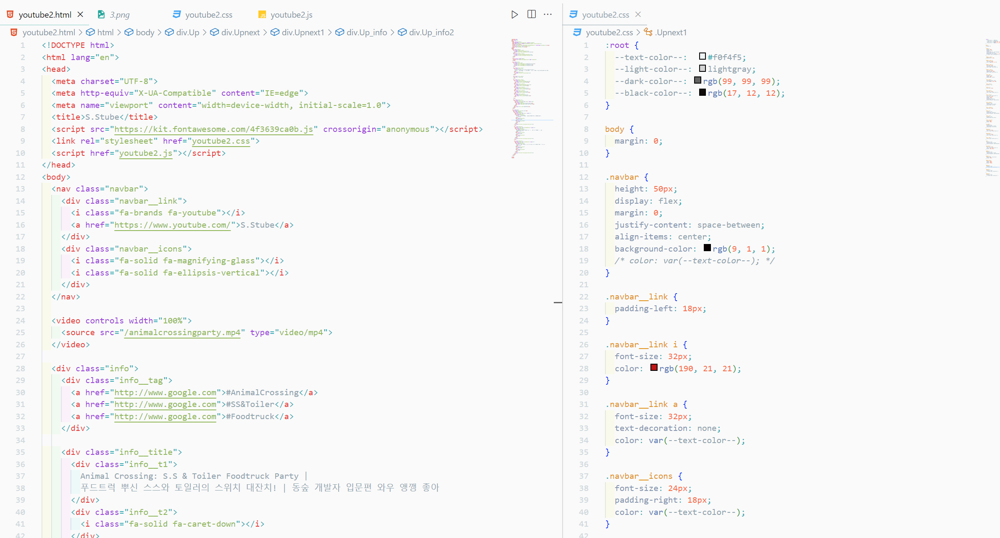 youtube2.html
3.png
youtube2.css
youtube2.js
youtube2.html > html > body > div.Up > div.Upnext > div.Upnext1 > div.Up_info > div.Up_info2
1 <!DOCTYPE html>
2 <html lang="en">
3 <head>
4 <meta charset="UTF-8">
5 <meta http-equiv="X-UA-Compatible" content="IE=edge">
6 <meta name="viewport" content="width=device-width, initial-scale=1.0">
7 <title>S.Stube</title>
8 <script src="https://kit.fontawesome.com/4f3639ca0b.js" crossorigin="anonymous"></script>
9 <link rel="stylesheet" href="youtube2.css">
10 <script href="youtube2.js"></script>
11 </head>
12 <body>
13 <nav class="navbar">
14 <div class="navbar__link">
15 <i class="fa-brands fa-youtube"></i>
16 <a href="https://www.youtube.com/">S.Stube</a>
17 </div>
18 <div class="navbar__icons">
19 <i class="fa-solid fa-magnifying-glass"></i>
20 <i class="fa-solid fa-ellipsis-vertical"></i>
21 </div>
22 </nav>
23
24 <video controls width="100%">
25 <source src="/animalcrossingparty.mp4" type="video/mp4">
26 </video>
27
28 <div class="info">
29 <div class="info__tag">
30 <a href="http://www.google.com">#AnimalCrossing</a>
31 <a href="http://www.google.com">#SS&Toiler</a>
32 <a href="http://www.google.com">#Foodtruck</a>
33 </div>
34
35 <div class="info__title">
36 <div class="info__t1">
37 Animal Crossing: S.S & Toiler Foodtruck Party |
38 푸드트럭 뿌신 스스와 토일러의 스위치 대잔치! | 동숲 개발자 입문편 와우 앵깽 좋아
39 </div>
40 <div class="info__t2">
41 <i class="fa-solid fa-caret-down"></i>
42 </div>
youtube2.css
youtube2.css > .Upnext1
1 :root {
2 --text-color--: #f0f4f5;
3 --light-color--: lightgray;
4 --dark-color--: rgb(99, 99, 99);
5 --black-color--: rgb(17, 12, 12);
6 }
7
8 body {
9 margin: 0;
10 }
11
12 .navbar {
13 height: 50px;
14 display: flex;
15 margin: 0;
16 justify-content: space-between;
17 align-items: center;
18 background-color: rgb(9, 1, 1);
19 /* color: var(--text-color--); */
20 }
21
22 .navbar__link {
23 padding-left: 18px;
24 }
25
26 .navbar__link i {
27 font-size: 32px;
28 color: rgb(190, 21, 21);
29 }
30
31 .navbar__link a {
32 font-size: 32px;
33 text-decoration: none;
34 color: var(--text-color--);
35 }
36
37 .navbar__icons {
38 font-size: 24px;
39 padding-right: 18px;
40 color: var(--text-color--);
41 }
42